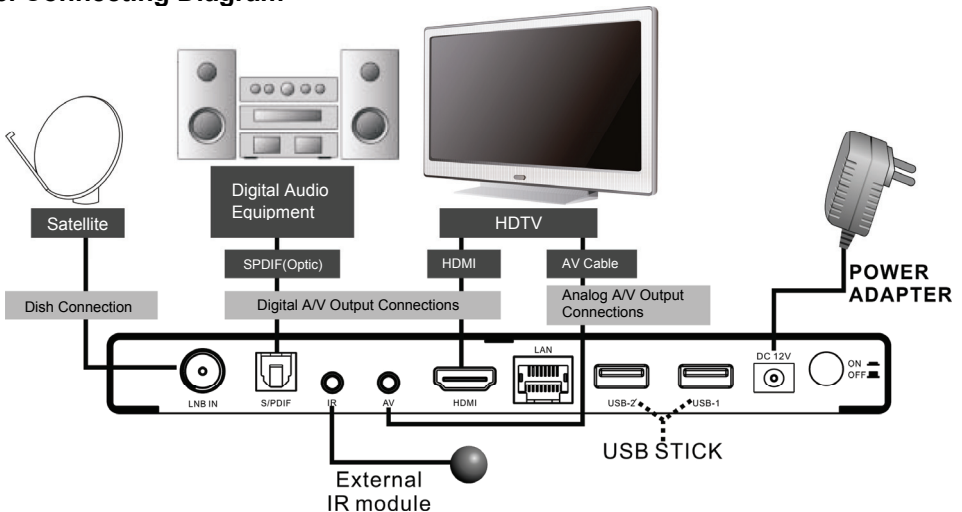 Connecting Diagram
Satellite
Digital Audio
Equipment
HDTV
SPDIF(Optic)
HDMI
AV Cable
POWER
ADAPTER
Dish Connection
Digital A/V Output Connections
Analog A/V Output
Connections
LAN
DC 12V
ON
OFF
LNB IN
S/PDIF
IR
AV
HDMI
USB-2
USB-1
USB STICK
External
IR module